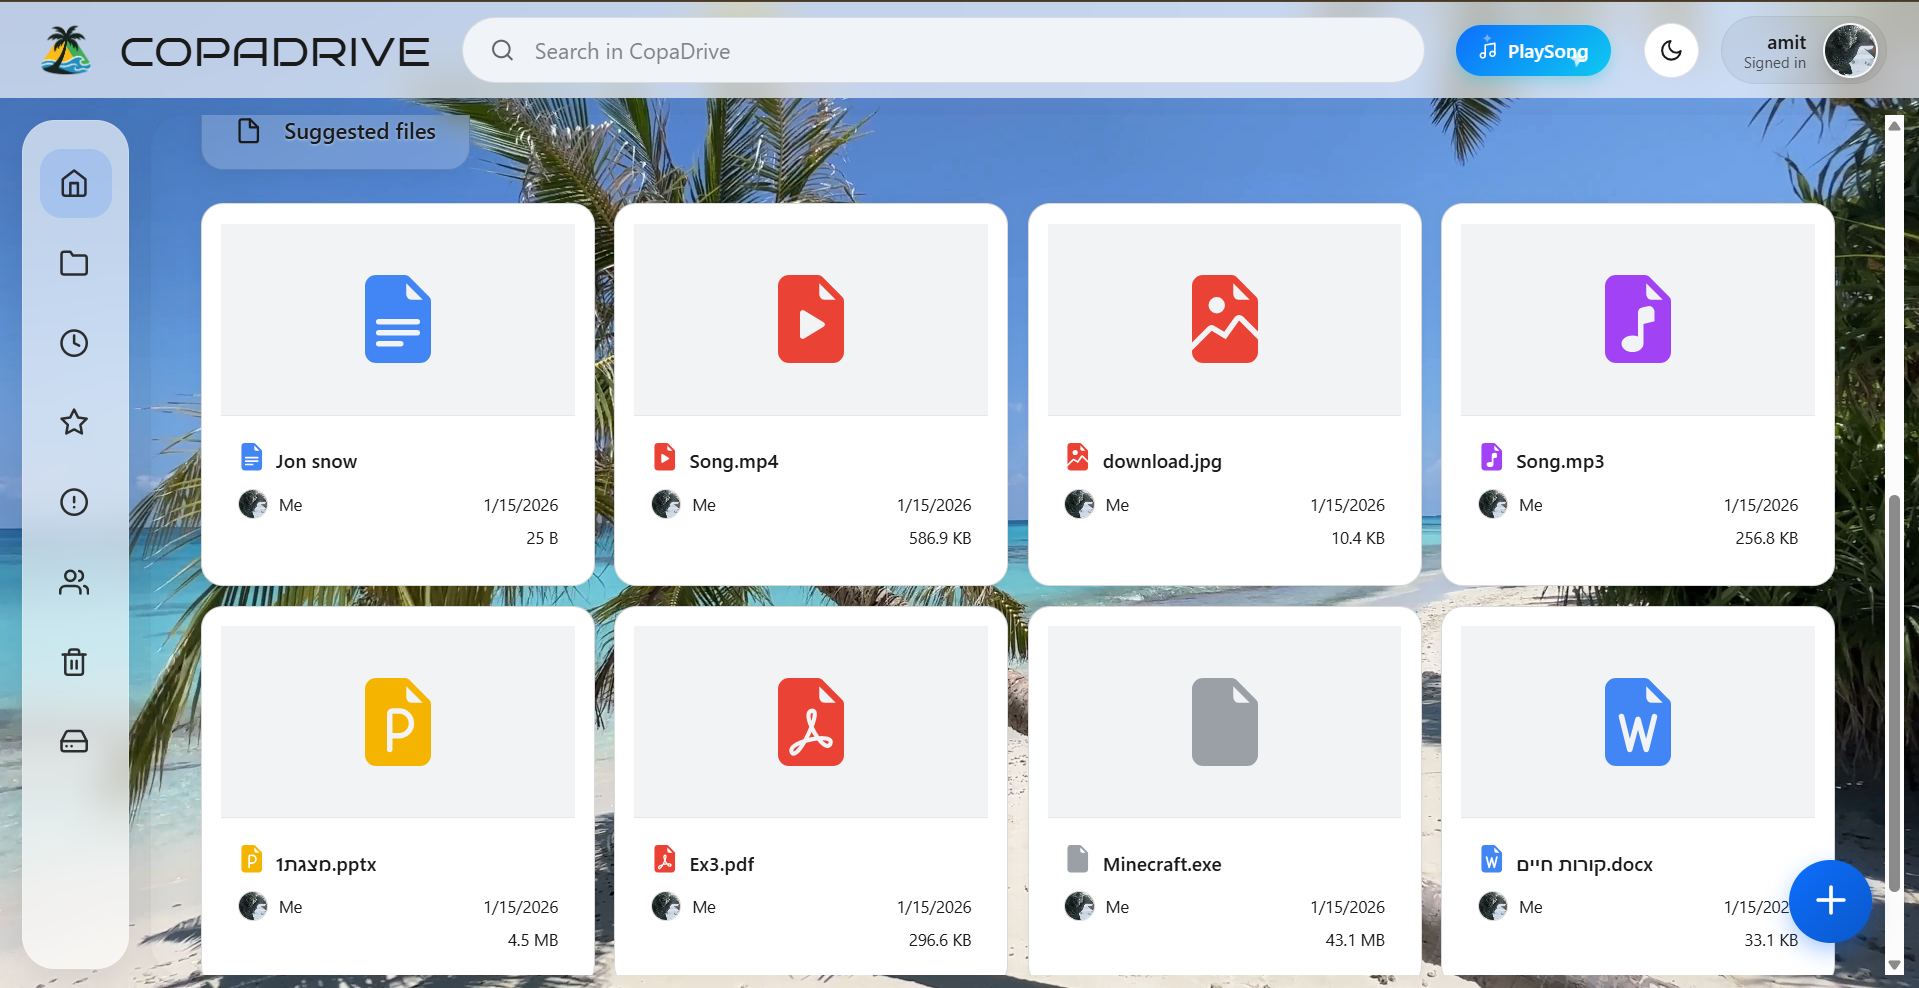 COPADRIVE
Search in CopaDrive
PlaySong
amit
Signed in
Suggested files
Jon snow
Me
1/15/2026
25 B
Song.mp4
Me
1/15/2026
586.9 KB
download.jpg
Me
1/15/2026
10.4 KB
Song.mp3
Me
1/15/2026
256.8 KB
P
מצגת1.pptx
Me
1/15/2026
4.5 MB
Ex3.pdf
Me
1/15/2026
296.6 KB
Minecraft.exe
Me
1/15/2026
43.1 MB
W
קורות חיים.docx
Me
1/15/202
33.1 KB